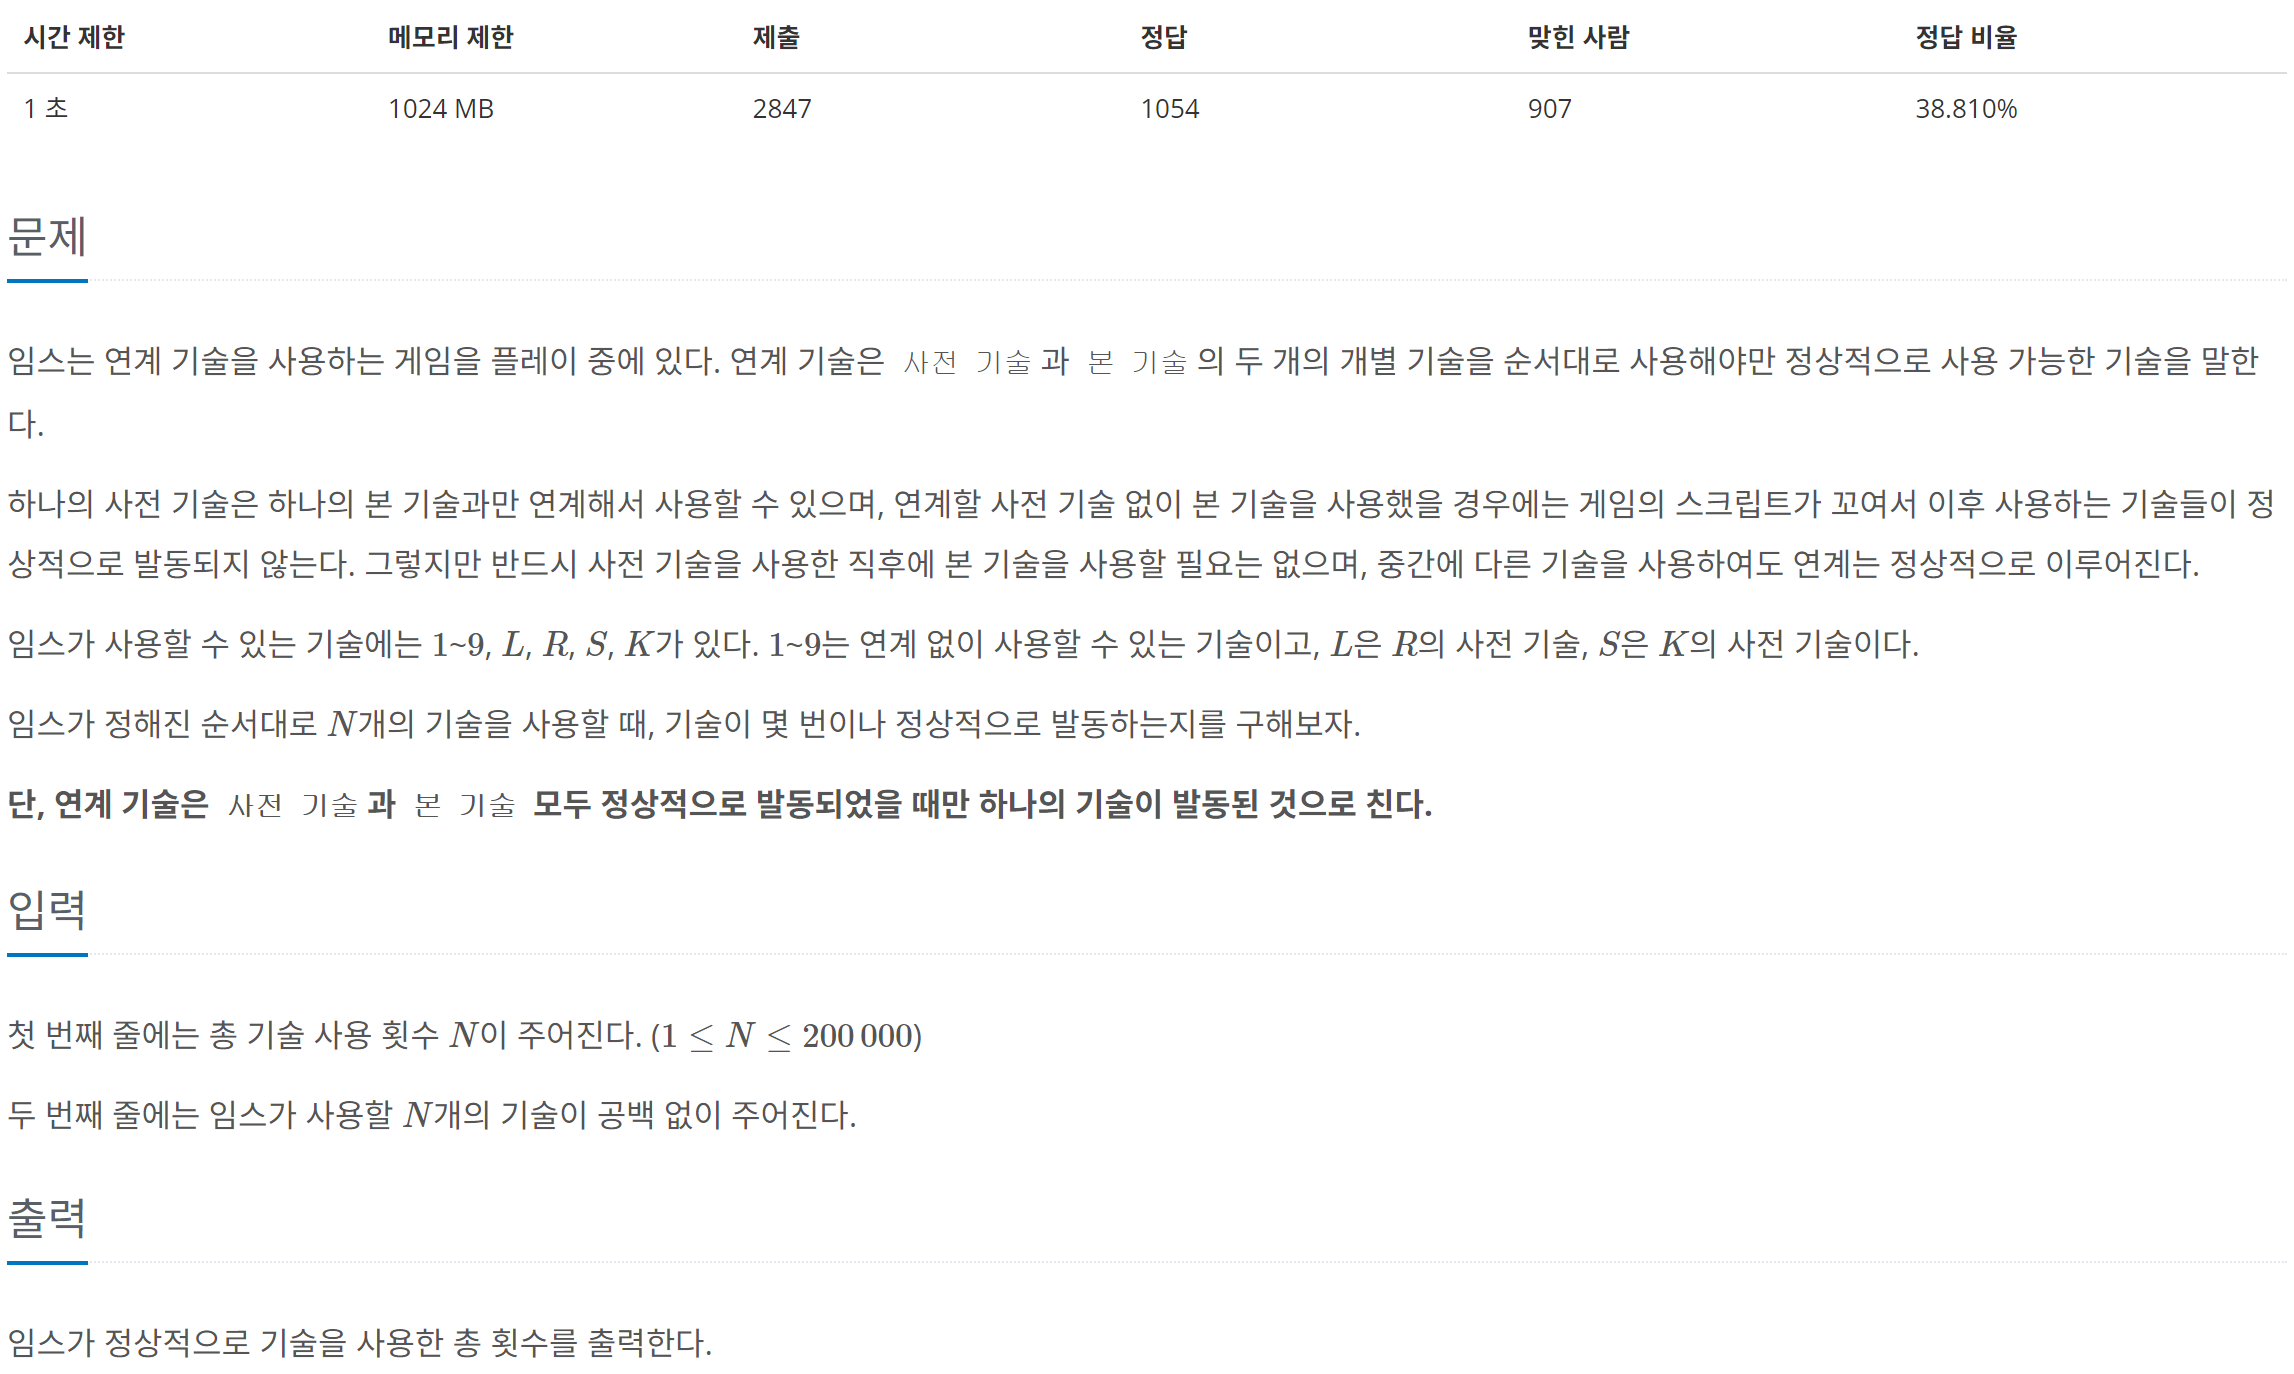 시간 제한 메모리 제한 제출 정답 맞힌 사람 정답 비율
1 초 1024 MB 2847 1054 907 38.810%
문제
임스는 연계 기술을 사용하는 게임을 플레이 중에 있다. 연계 기술은 사전 기술과 본 기술의 두 개의 개별 기술을 순서대로 사용해야만 정상적으로 사용 가능한 기술을 말한
다.
하나의 사전 기술은 하나의 본 기술과만 연계해서 사용할 수 있으며, 연계할 사전 기술 없이 본 기술을 사용했을 경우에는 게임의 스크립트가 꼬여서 이후 사용하는 기술들이 정
상적으로 발동되지 않는다. 그렇지만 반드시 사전 기술을 사용한 직후에 본 기술을 사용할 필요는 없으며, 중간에 다른 기술을 사용하여도 연계는 정상적으로 이루어진다.
임스가 사용할 수 있는 기술에는 1~9, L, R, S, K가 있다. 1~9는 연계 없이 사용할 수 있는 기술이고, L은 R의 사전 기술, S은 K의 사전 기술이다.
임스가 정해진 순서대로 N개의 기술을 사용할 때, 기술이 몇 번이나 정상적으로 발동하는지를 구해보자.
단, 연계 기술은 사전 기술과 본 기술 모두 정상적으로 발동되었을 때만 하나의 기술이 발동된 것으로 친다.
입력
첫 번째 줄에는 총 기술 사용 횟수 N이 주어진다. (1 ≤ N ≤ 200 000)
두 번째 줄에는 임스가 사용할 N개의 기술이 공백 없이 주어진다.
출력
임스가 정상적으로 기술을 사용한 총 횟수를 출력한다.